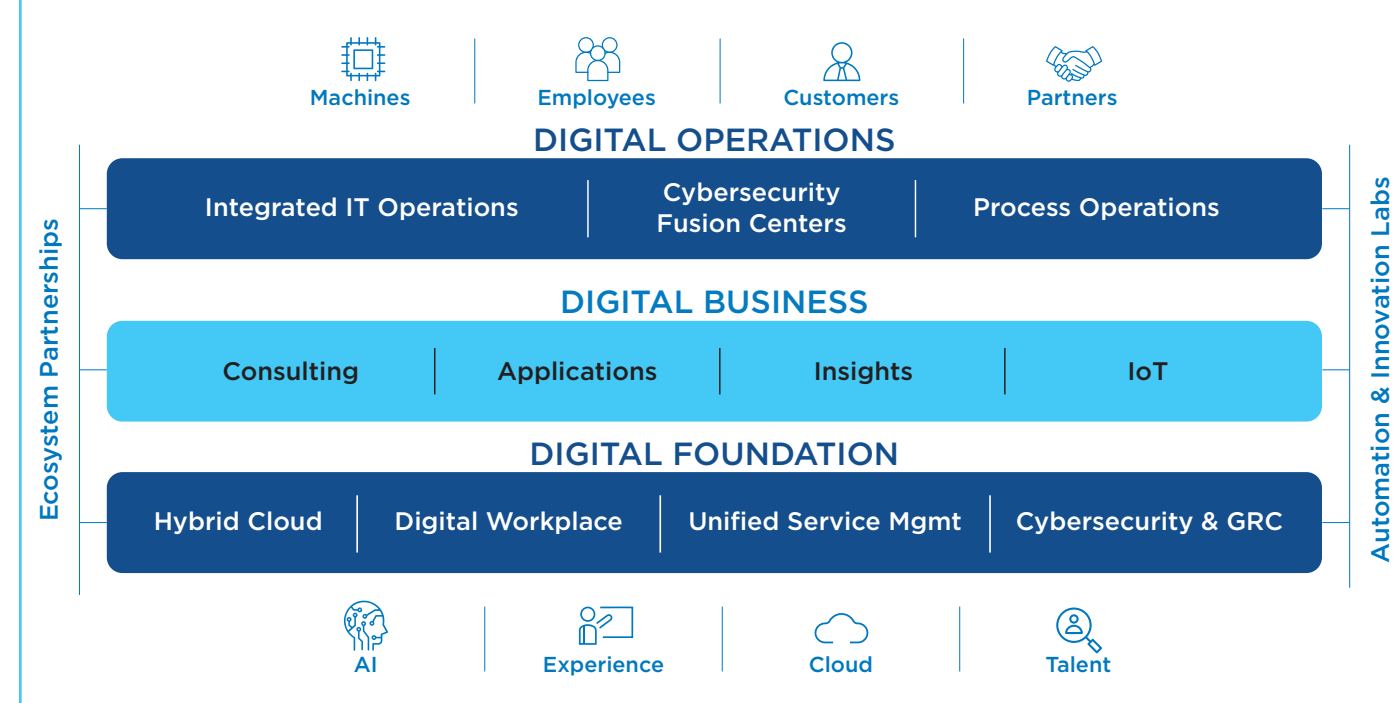 Machines
Employees
Customers
Partners
DIGITAL OPERATIONS
Integrated IT Operations
Cybersecurity
Fusion Centers
Process Operations
DIGITAL BUSINESS
Consulting
Applications
Insights
IoT
DIGITAL FOUNDATION
Hybrid Cloud
Digital Workplace
Unified Service Mgmt
Cybersecurity & GRC
AI
Experience
Cloud
Talent
Ecosystem Partnerships
Automation & Innovation Labs